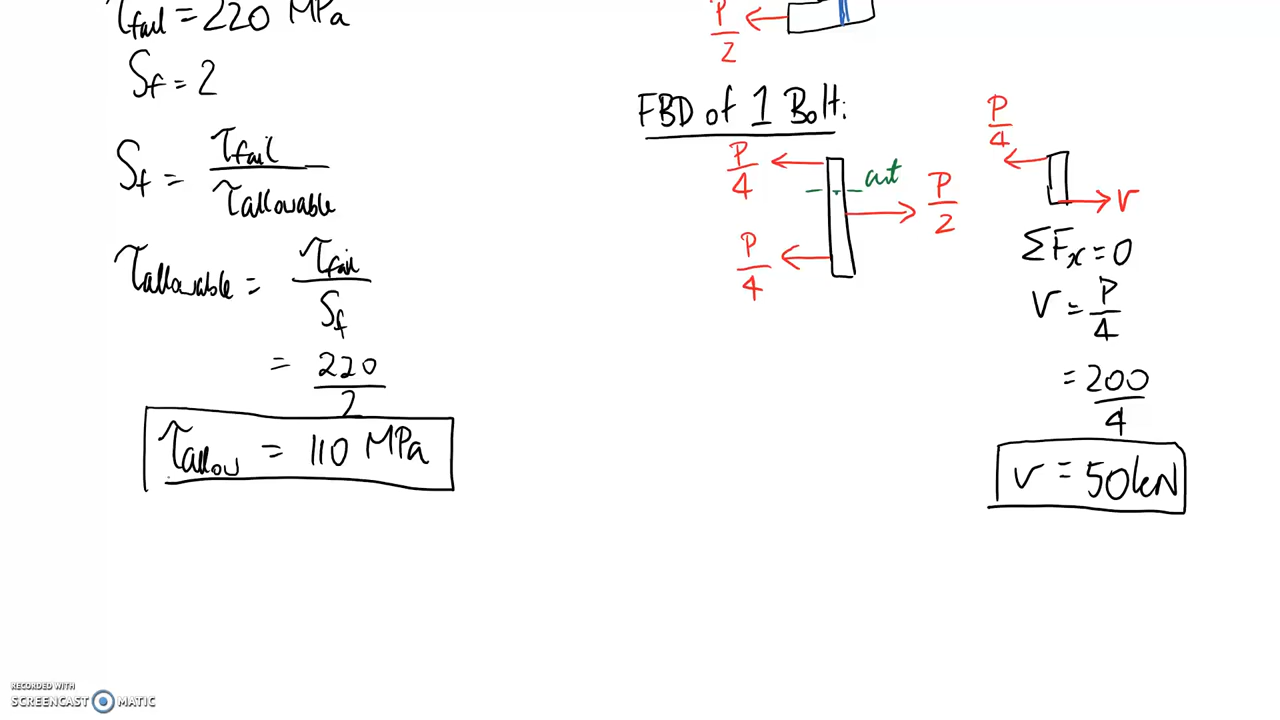 τfail = 220 MPa
Sf = 2
Sf = τfail / τallowable
τallowable = τfail / Sf
= 220 / 2
τallow = 110 MPa
P/2
FBD of 1 Bolt:
P/4
cut
P/2
P/4
P/4
V
ΣFx = 0
V = P/4
= 200/4
V = 50kN
RECORDED WITH
SCREENCAST MATIC